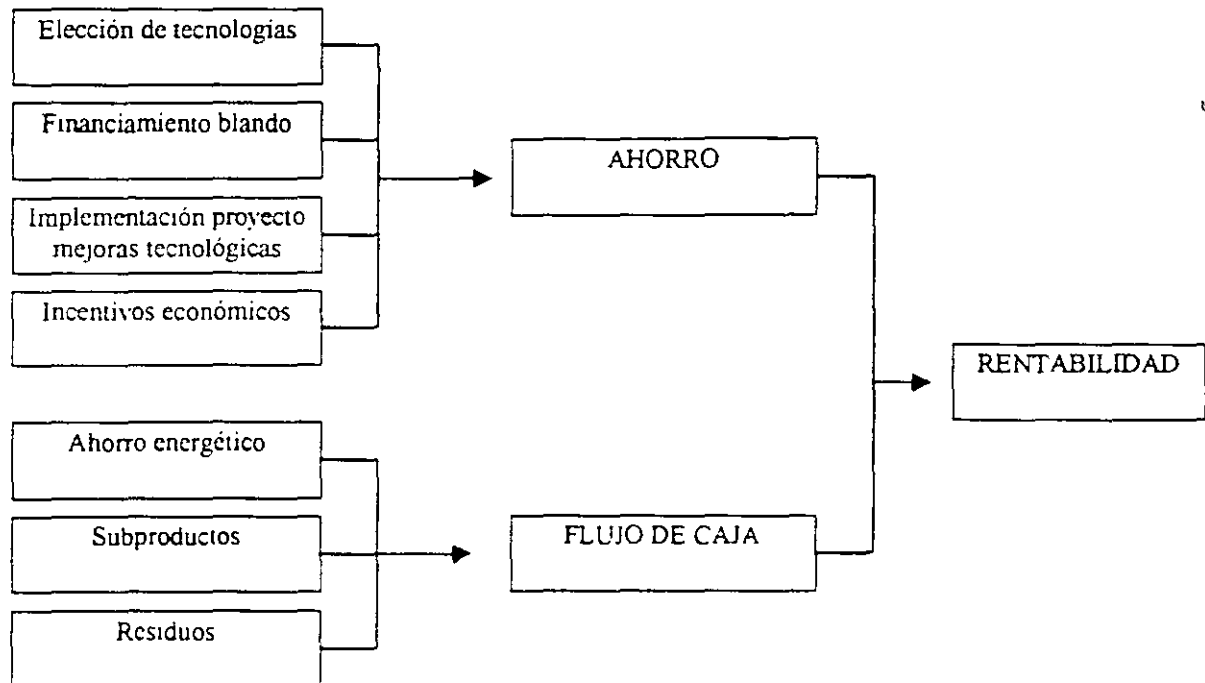 Elección de tecnologías
Financiamiento blando
Implementación proyecto
mejoras tecnológicas
Incentivos económicos
AHORRO
Ahorro energético
Subproductos
Residuos
FLUJO DE CAJA
RENTABILIDAD